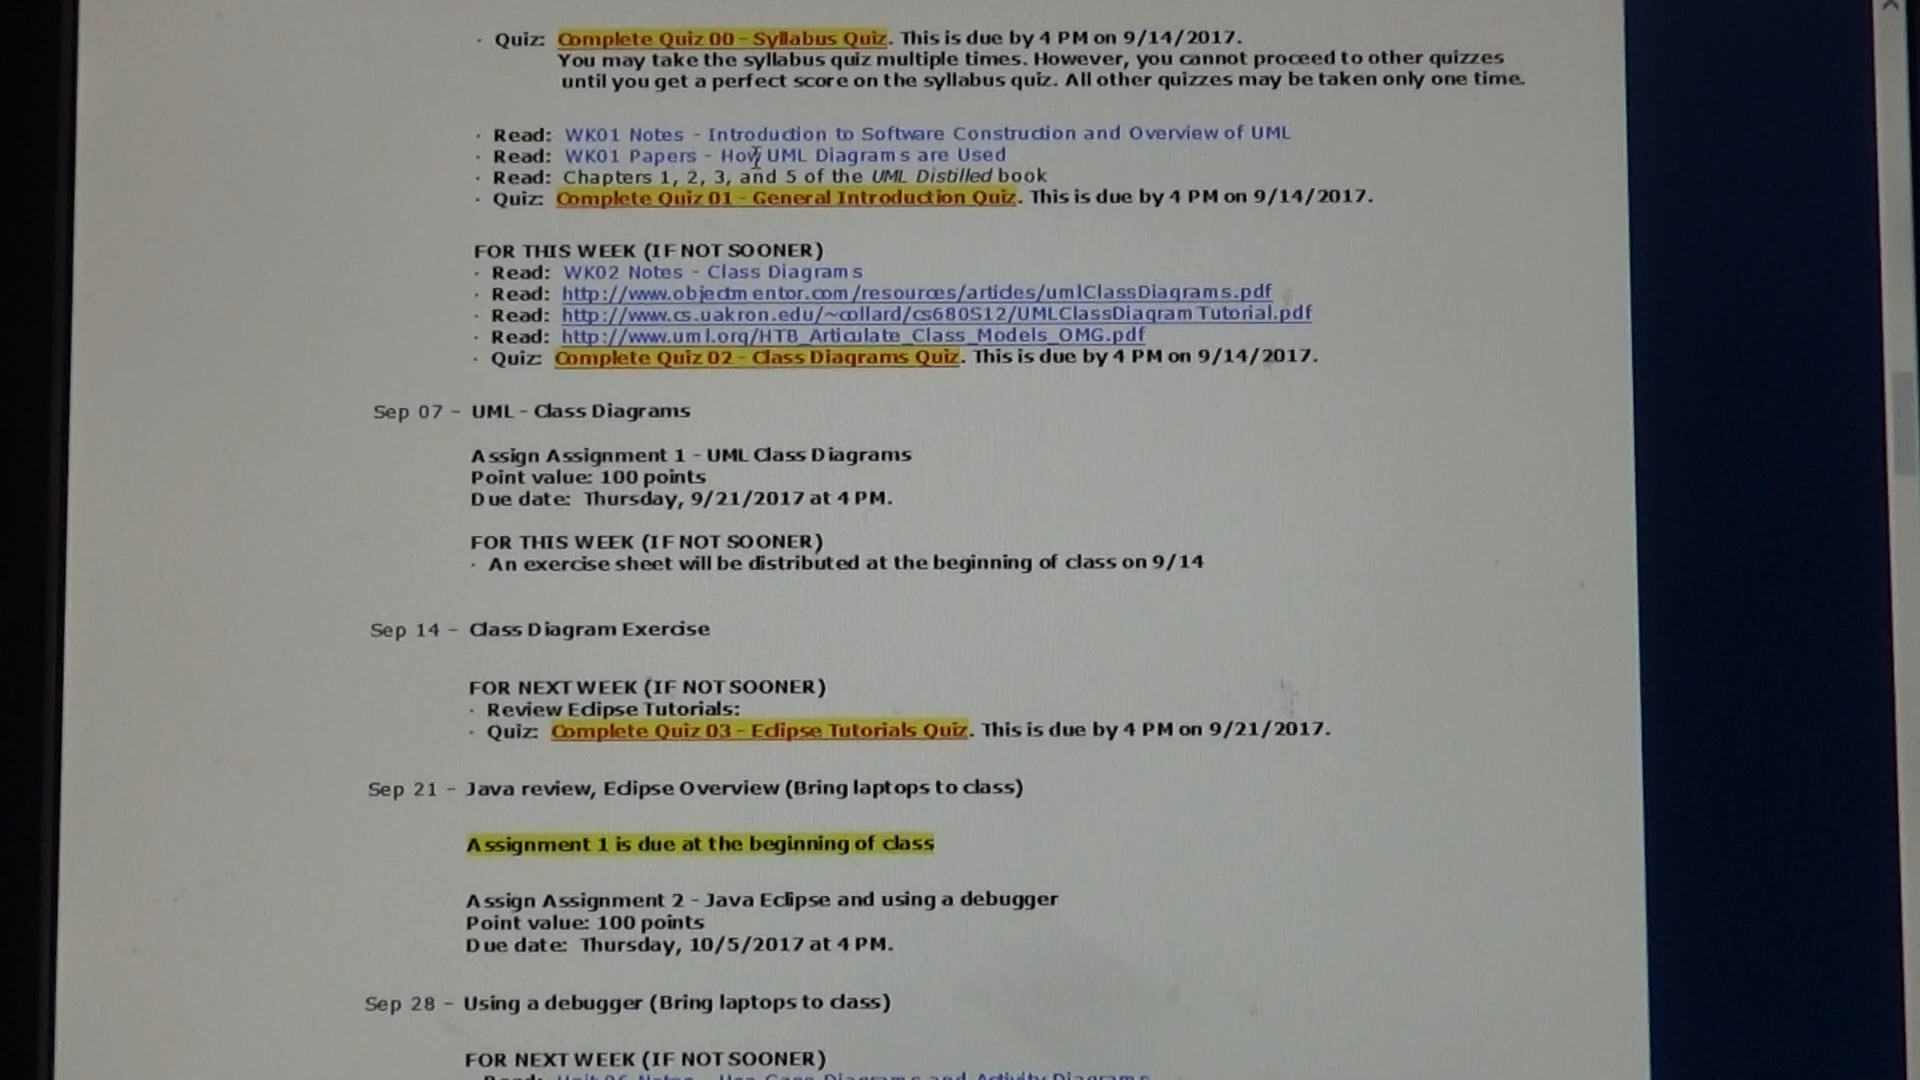 · Quiz: Complete Quiz 00 - Syllabus Quiz. This is due by 4 PM on 9/14/2017.
You may take the syllabus quiz multiple times. However, you cannot proceed to other quizzes
until you get a perfect score on the syllabus quiz. All other quizzes may be taken only one time.
· Read: WK01 Notes - Introduction to Software Construction and Overview of UML
· Read: WK01 Papers - How UML Diagrams are Used
· Read: Chapters 1, 2, 3, and 5 of the UML Distilled book
· Quiz: Complete Quiz 01 - General Introduction Quiz. This is due by 4 PM on 9/14/2017.
FOR THIS WEEK (IF NOT SOONER)
· Read: WK02 Notes - Class Diagrams
· Read: http://www.objectmentor.com/resources/articles/umlClassDiagrams.pdf
· Read: http://www.cs.uakron.edu/~collard/cs680S12/UMLClassDiagramTutorial.pdf
· Read: http://www.uml.org/HTB_Articulate_Class_Models_OMG.pdf
· Quiz: Complete Quiz 02 - Class Diagrams Quiz. This is due by 4 PM on 9/14/2017.
Sep 07 - UML - Class Diagrams
Assign Assignment 1 - UML Class Diagrams
Point value: 100 points
Due date: Thursday, 9/21/2017 at 4 PM.
FOR THIS WEEK (IF NOT SOONER)
· An exercise sheet will be distributed at the beginning of class on 9/14
Sep 14 - Class Diagram Exercise
FOR NEXT WEEK (IF NOT SOONER)
· Review Eclipse Tutorials:
· Quiz: Complete Quiz 03 - Eclipse Tutorials Quiz. This is due by 4 PM on 9/21/2017.
Sep 21 - Java review, Eclipse Overview (Bring laptops to class)
Assignment 1 is due at the beginning of class
Assign Assignment 2 - Java Eclipse and using a debugger
Point value: 100 points
Due date: Thursday, 10/5/2017 at 4 PM.
Sep 28 - Using a debugger (Bring laptops to class)
FOR NEXT WEEK (IF NOT SOONER)